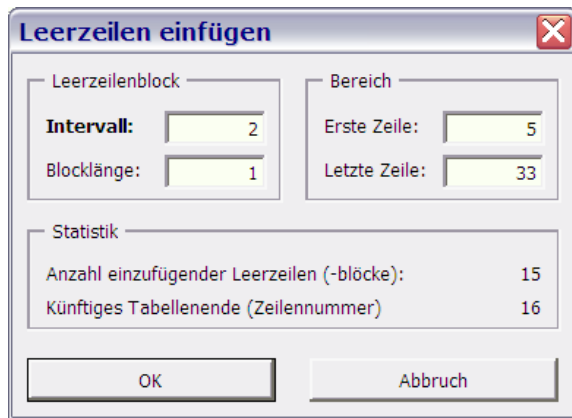 Leerzeilen einfügen
Leerzeilenblock
Intervall: 2
Blocklänge: 1
Bereich
Erste Zeile: 5
Letzte Zeile: 33
Statistik
Anzahl einzufügender Leerzeilen (-blöcke): 15
Künftiges Tabellenende (Zeilennummer) 16
OK Abbruch